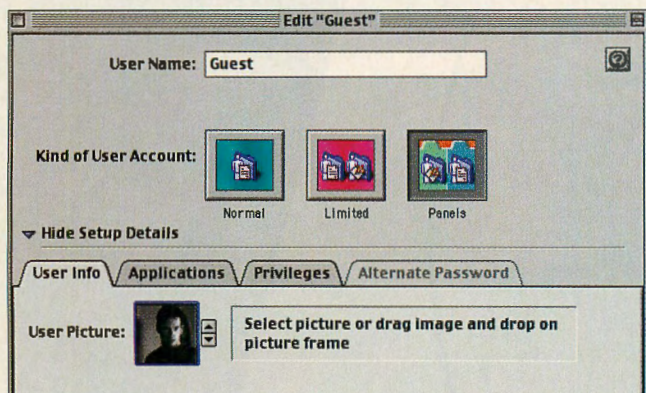 Edit “Guest”
User Name: Guest
Kind of User Account:
Normal Limited Panels
Hide Setup Details
User Info Applications Privileges Alternate Password
User Picture: Select picture or drag image and drop on
picture frame